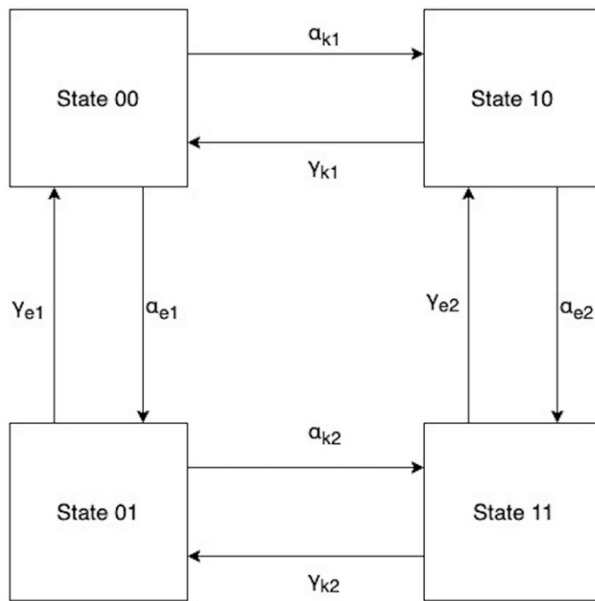 αk1
State 00
State 10
γk1
γe1
αe1
γe2
αe2
αk2
State 01
State 11
γk2